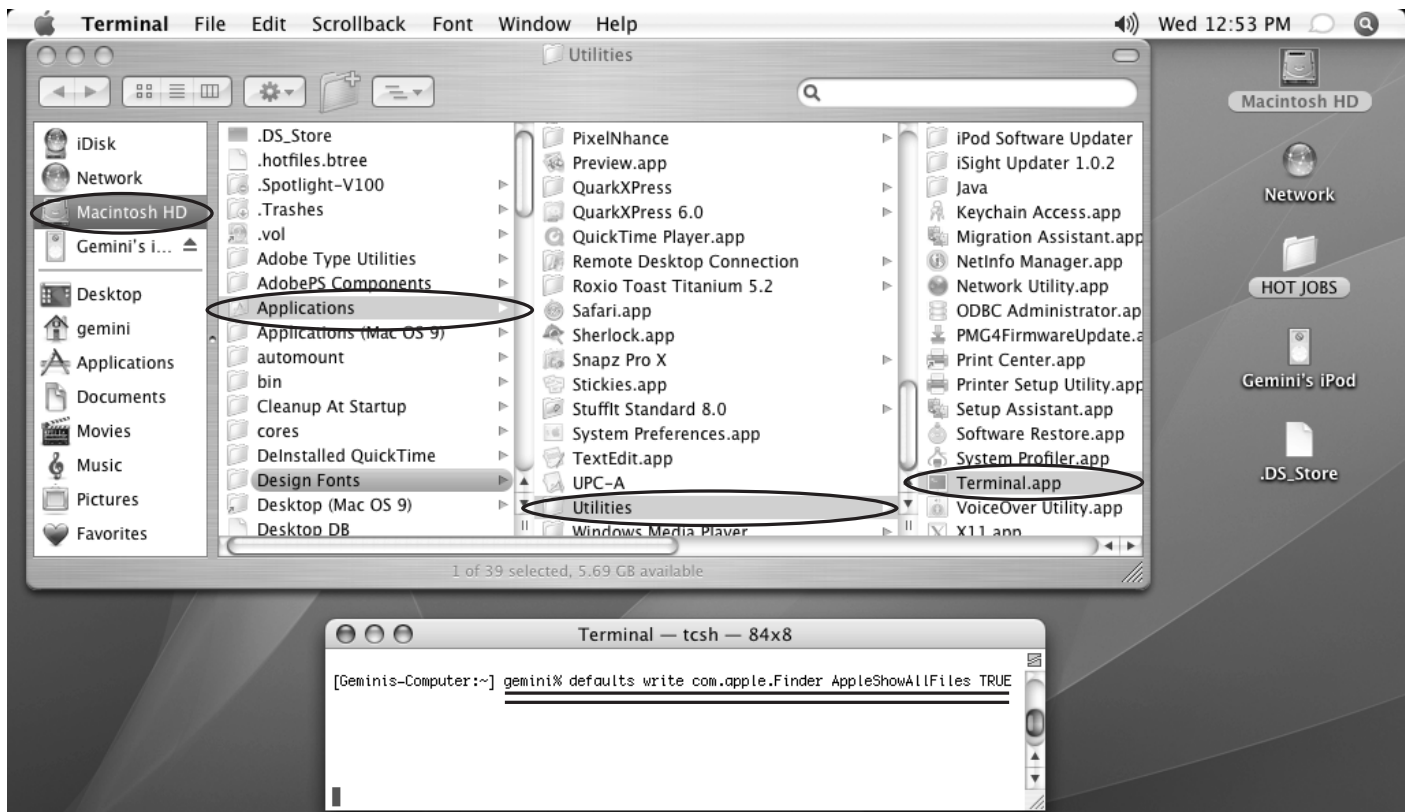 Terminal File Edit Scrollback Font Window Help Wed 12:53 PM
Utilities
iDisk
Network
Macintosh HD
Gemini's i...
Desktop
gemini
Applications
Documents
Movies
Music
Pictures
Favorites
.DS_Store
.hotfiles.btree
.Spotlight-V100
.Trashes
.vol
Adobe Type Utilities
AdobePS Components
Applications
Applications (Mac OS 9)
automount
bin
Cleanup At Startup
cores
DeInstalled QuickTime
Design Fonts
Desktop (Mac OS 9)
Desktop DB
PixelNhance
Preview.app
QuarkXPress
QuarkXPress 6.0
QuickTime Player.app
Remote Desktop Connection
Roxio Toast Titanium 5.2
Safari.app
Sherlock.app
Snapz Pro X
Stickies.app
StuffIt Standard 8.0
System Preferences.app
TextEdit.app
UPC-A
Utilities
Windows Media Player
iPod Software Updater
iSight Updater 1.0.2
Java
Keychain Access.app
Migration Assistant.app
NetInfo Manager.app
Network Utility.app
ODBC Administrator.ap
PMG4FirmwareUpdate.a
Print Center.app
Printer Setup Utility.app
Setup Assistant.app
Software Restore.app
System Profiler.app
Terminal.app
VoiceOver Utility.app
X11.app
1 of 39 selected, 5.69 GB available
Macintosh HD
Network
HOT JOBS
Gemini's iPod
.DS_Store
Terminal — tcsh — 84x8
[Geminis-Computer:~] gemini% defaults write com.apple.Finder AppleShowAllFiles TRUE